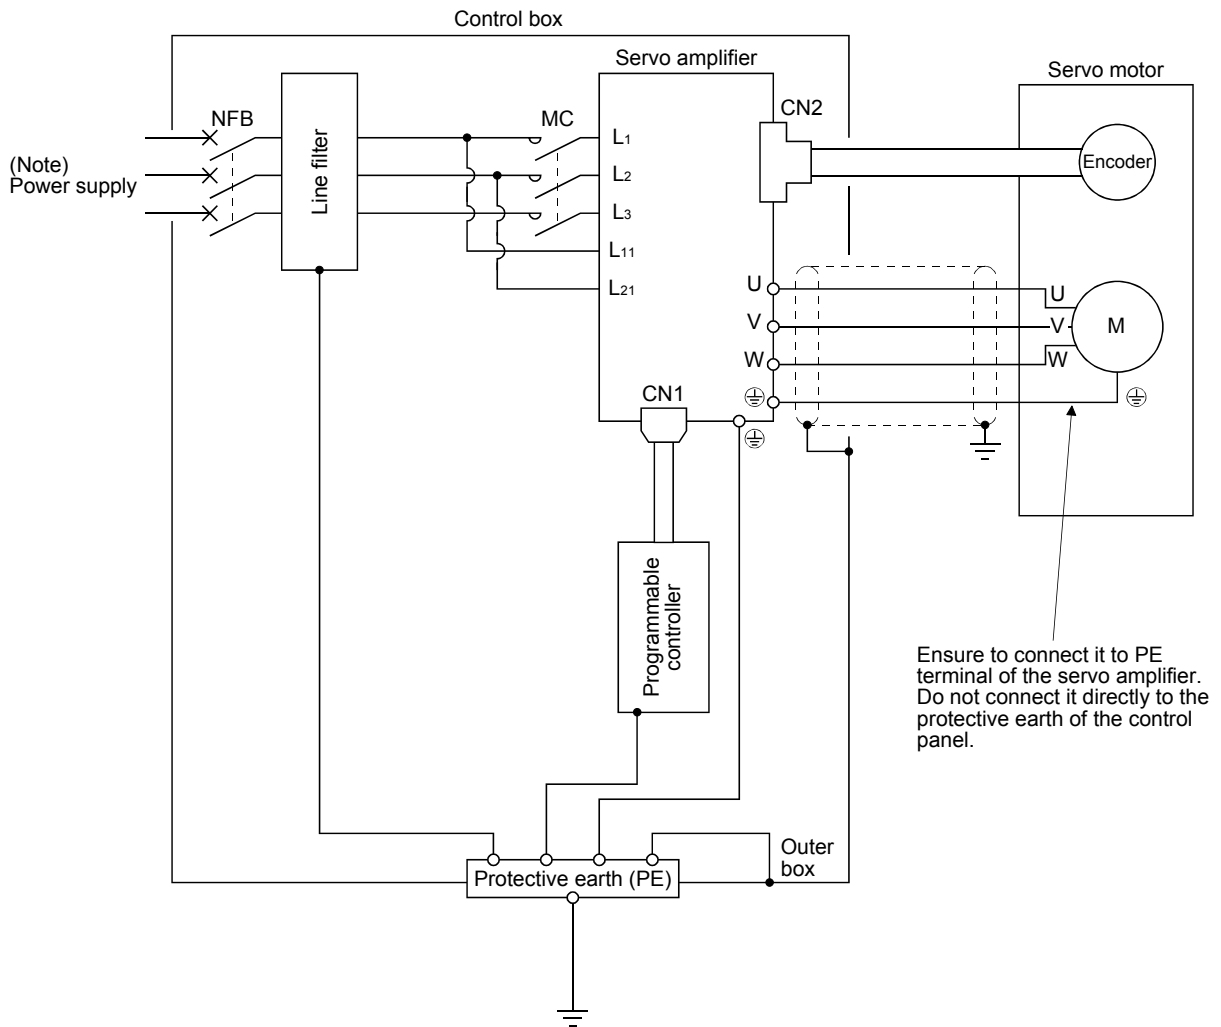 Control box
Servo amplifier
Servo motor
NFB
MC
CN2
(Note)
Power supply
Line filter
L1
L2
L3
L11
L21
Encoder
U
V
W
U
V
W
M
CN1
Programmable
controller
Ensure to connect it to PE
terminal of the servo amplifier.
Do not connect it directly to the
protective earth of the control
panel.
Outer
box
Protective earth (PE)